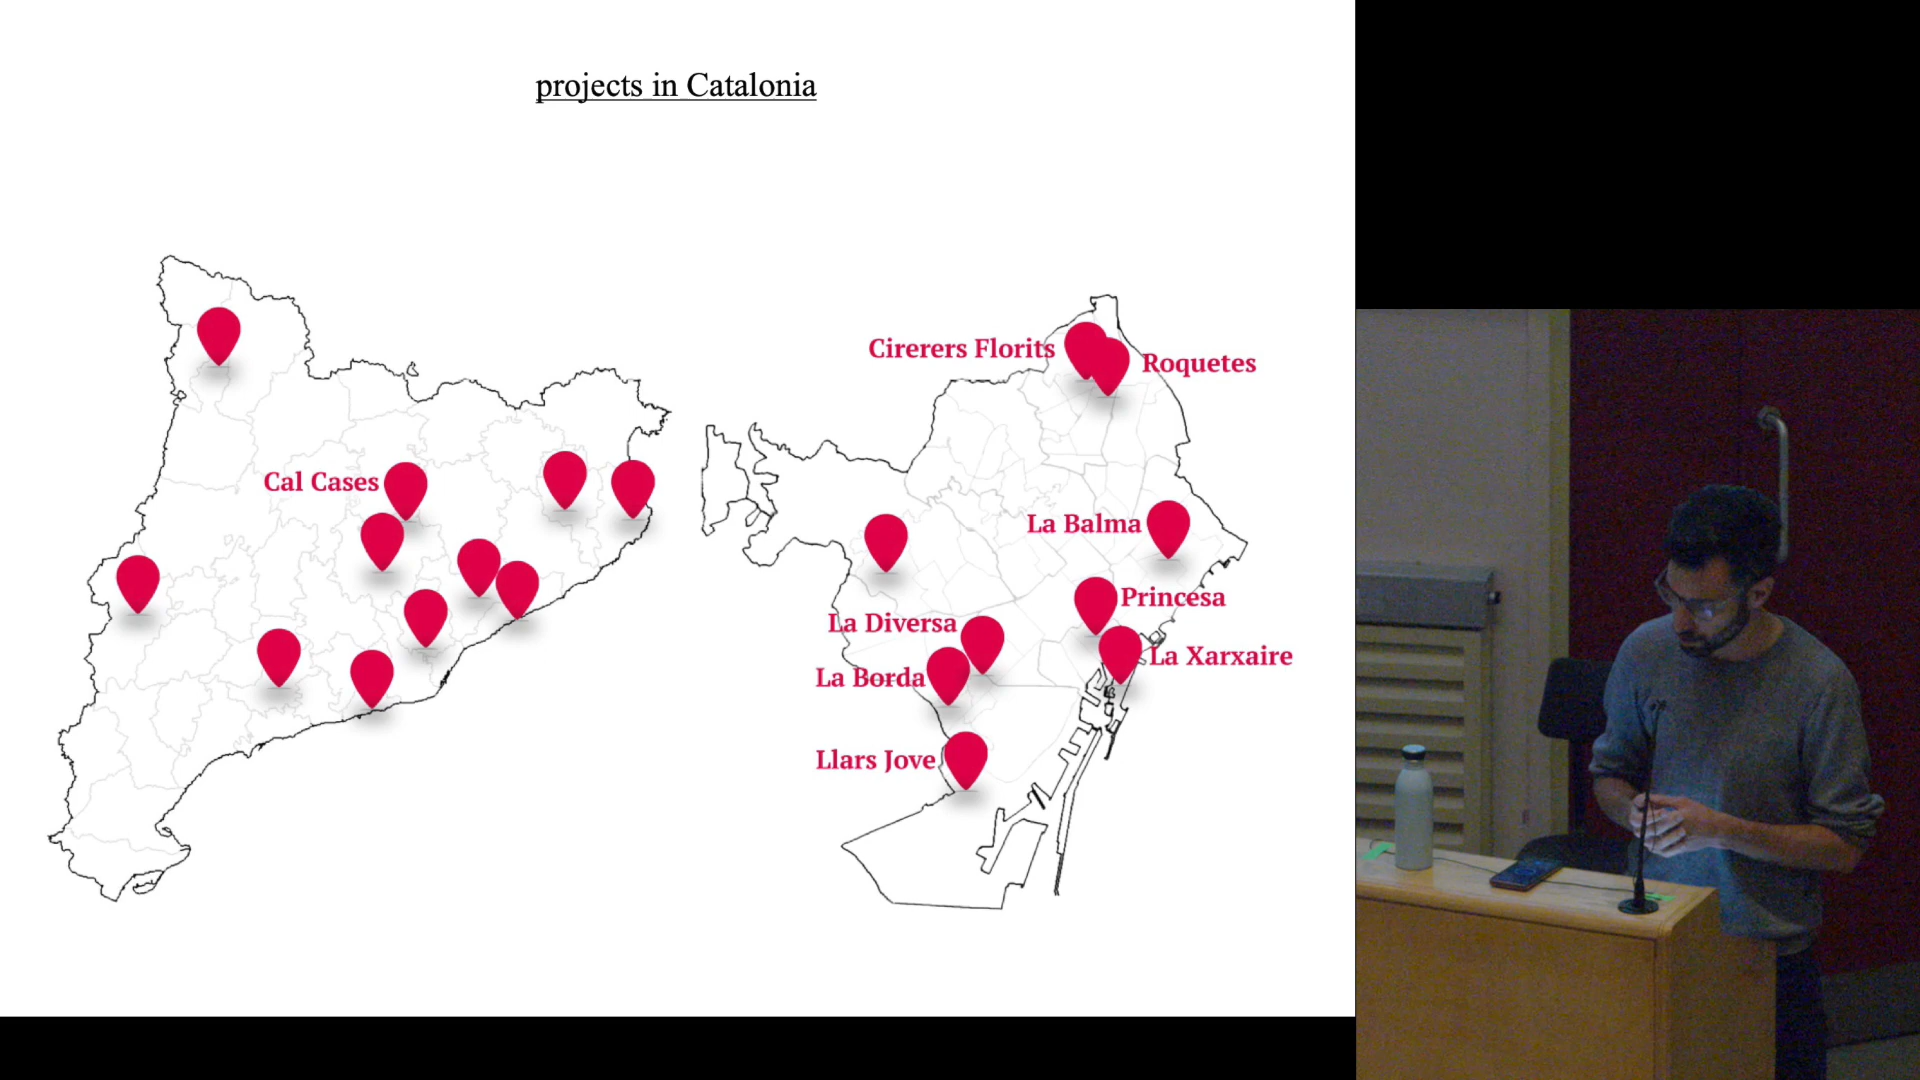 projects in Catalonia
Cal Cases
Cirerers Florits
Roquetes
La Balma
Princesa
La Diversa
La Xarxaire
La Borda
Llars Jove